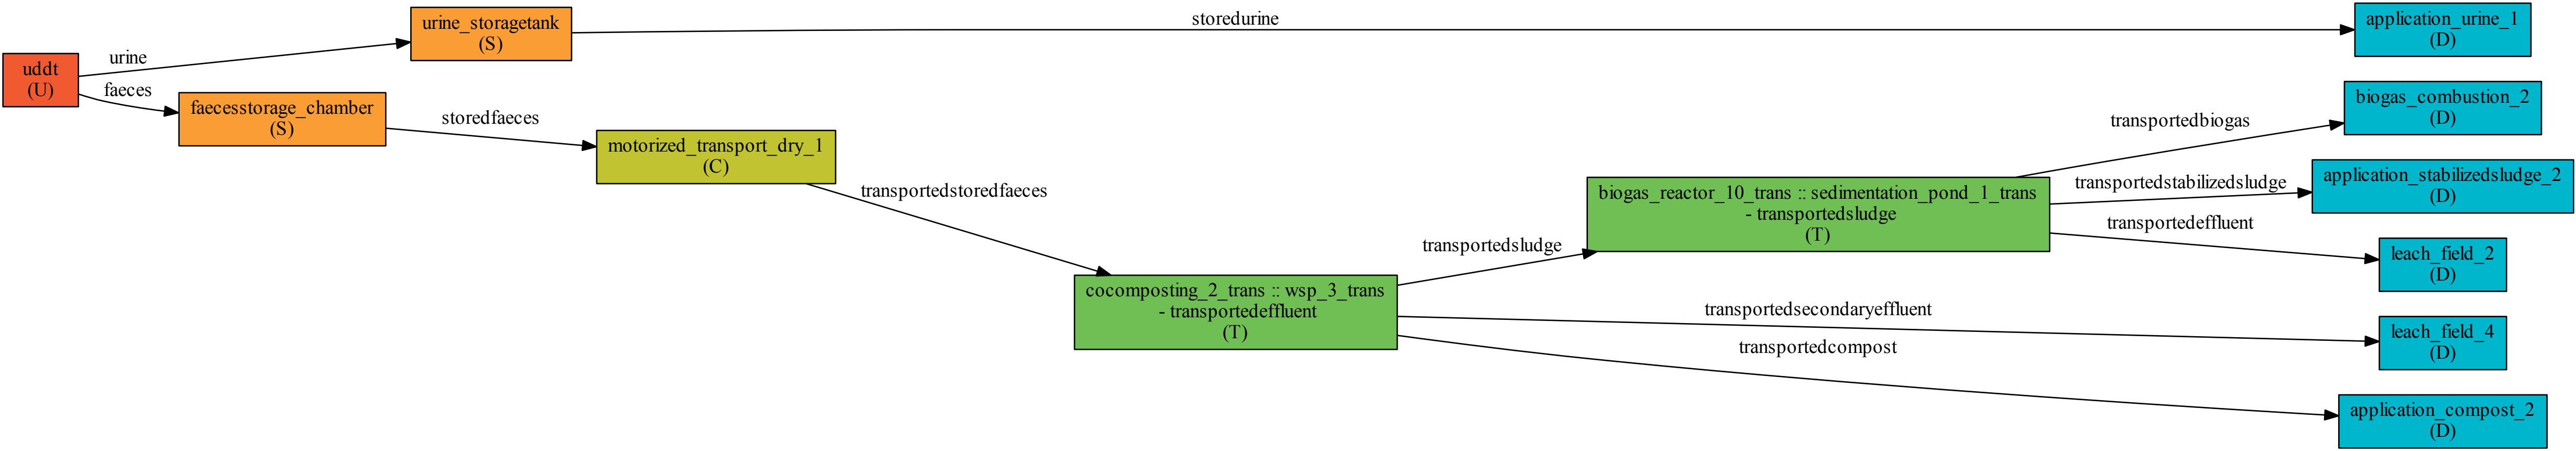 uddt
(U)
urine
faeces
urine_storagetank
(S)
faecesstorage_chamber
(S)
storedurine
storedfaeces
motorized_transport_dry_1
(C)
transportedstoredfaeces
cocomposting_2_trans :: wsp_3_trans
- transportedeffluent
(T)
transportedsludge
transportedsecondaryeffluent
transportedcompost
biogas_reactor_10_trans :: sedimentation_pond_1_trans
- transportedsludge
(T)
transportedbiogas
transportedstabilizedsludge
transportedeffluent
application_urine_1
(D)
biogas_combustion_2
(D)
application_stabilizedsludge_2
(D)
leach_field_2
(D)
leach_field_4
(D)
application_compost_2
(D)